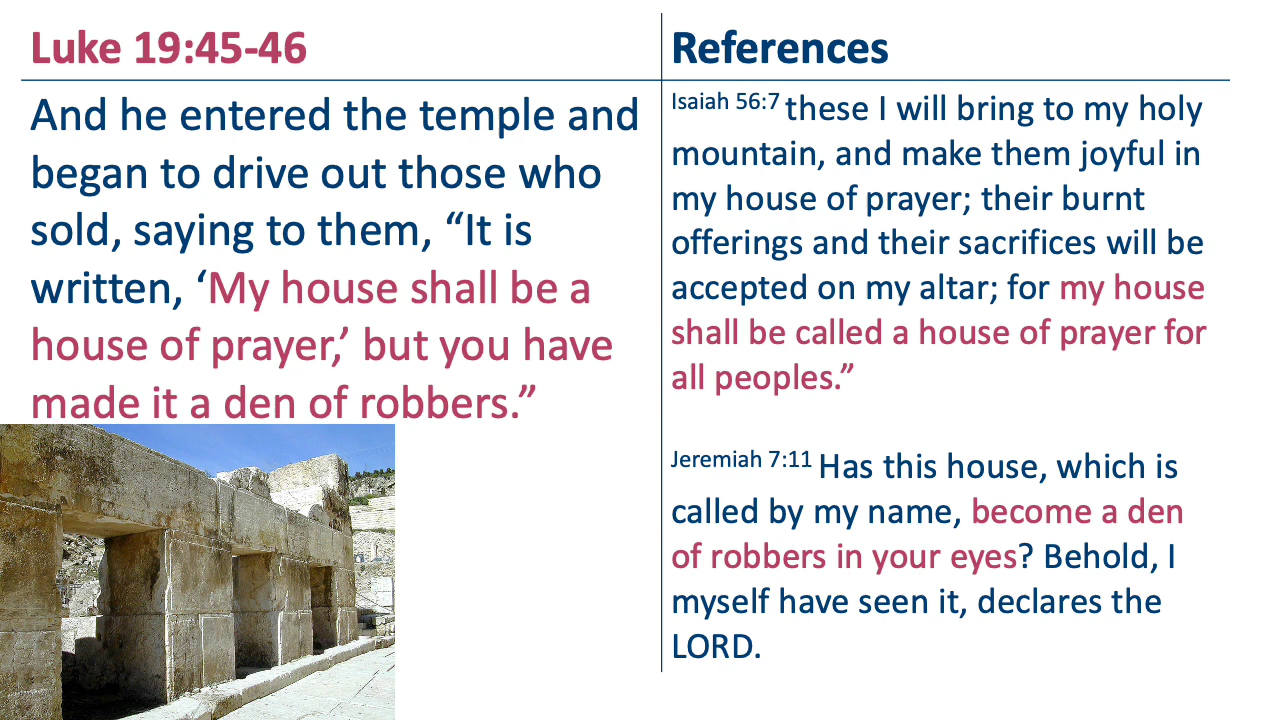 Luke 19:45-46
And he entered the temple and
began to drive out those who
sold, saying to them, “It is
written, ‘My house shall be a
house of prayer,’ but you have
made it a den of robbers.”
References
Isaiah 56:7 these I will bring to my holy
mountain, and make them joyful in
my house of prayer; their burnt
offerings and their sacrifices will be
accepted on my altar; for my house
shall be called a house of prayer for
all peoples.”
Jeremiah 7:11 Has this house, which is
called by my name, become a den
of robbers in your eyes? Behold, I
myself have seen it, declares the
LORD.